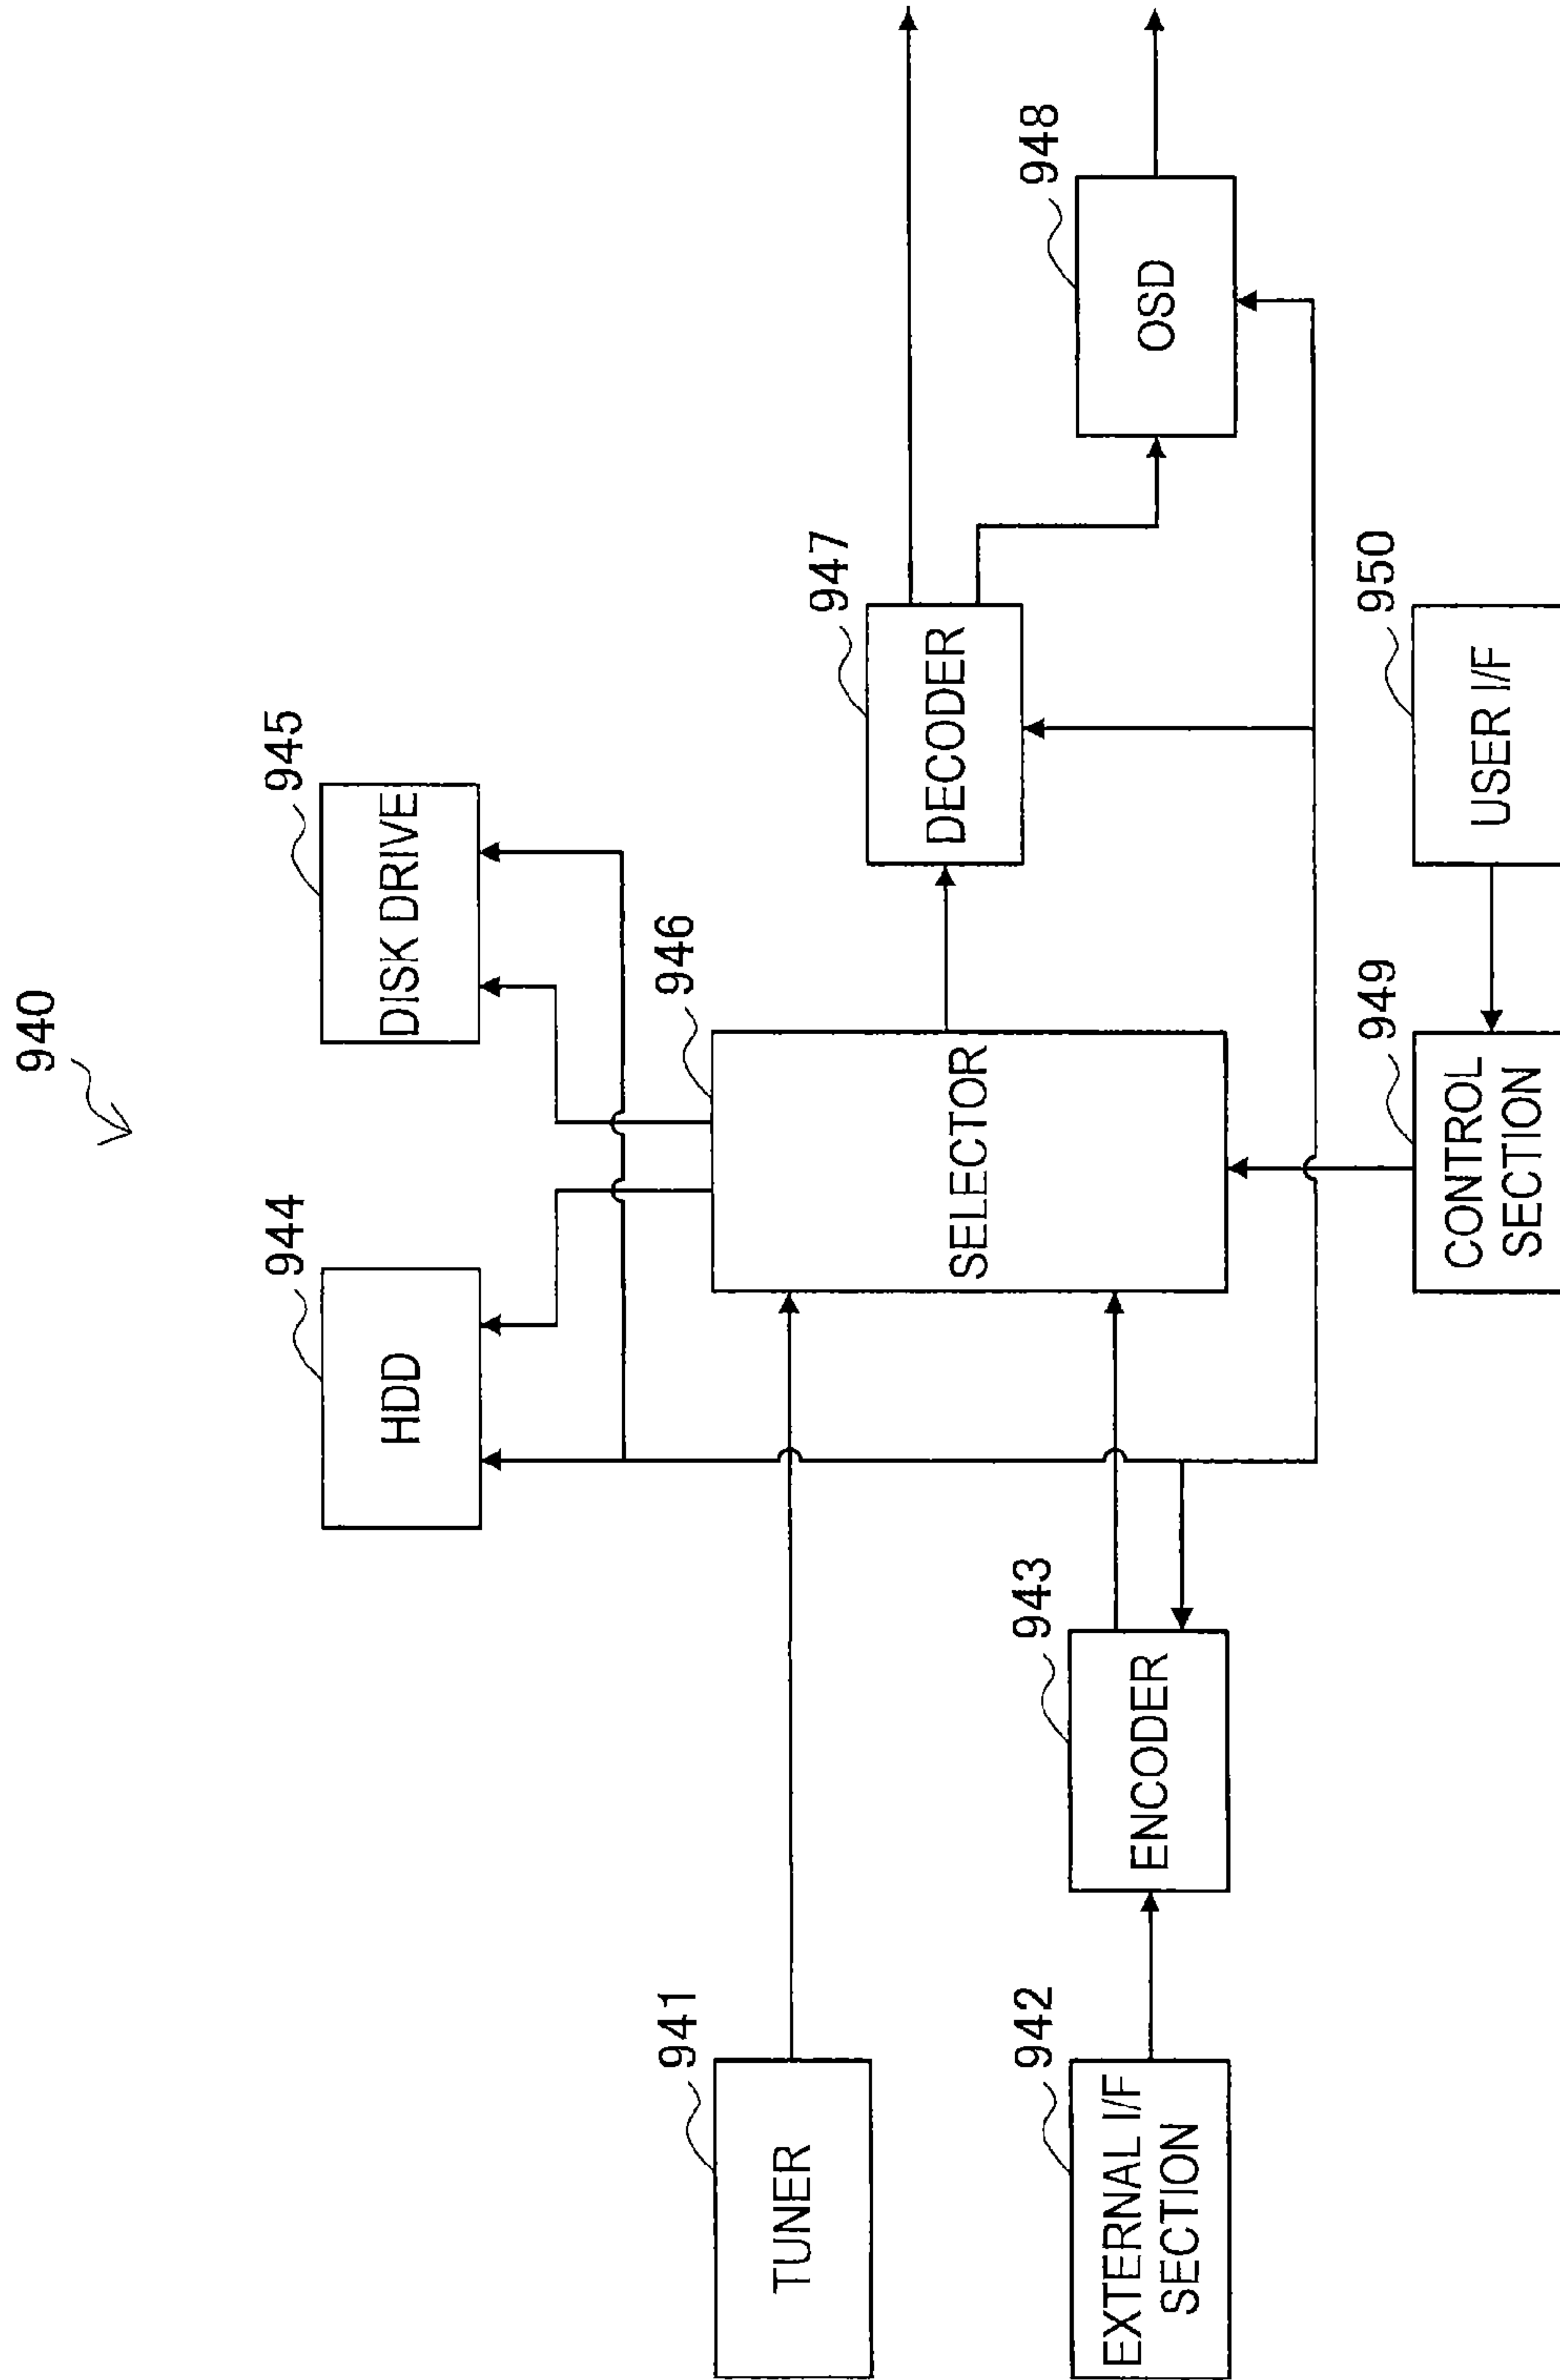 940
944
HDD
945
DISK DRIVE
941
TUNER
946
SELECTOR
947
DECODER
942
EXTERNAL I/F
SECTION
943
ENCODER
948
OSD
949
CONTROL
SECTION
950
USER I/F